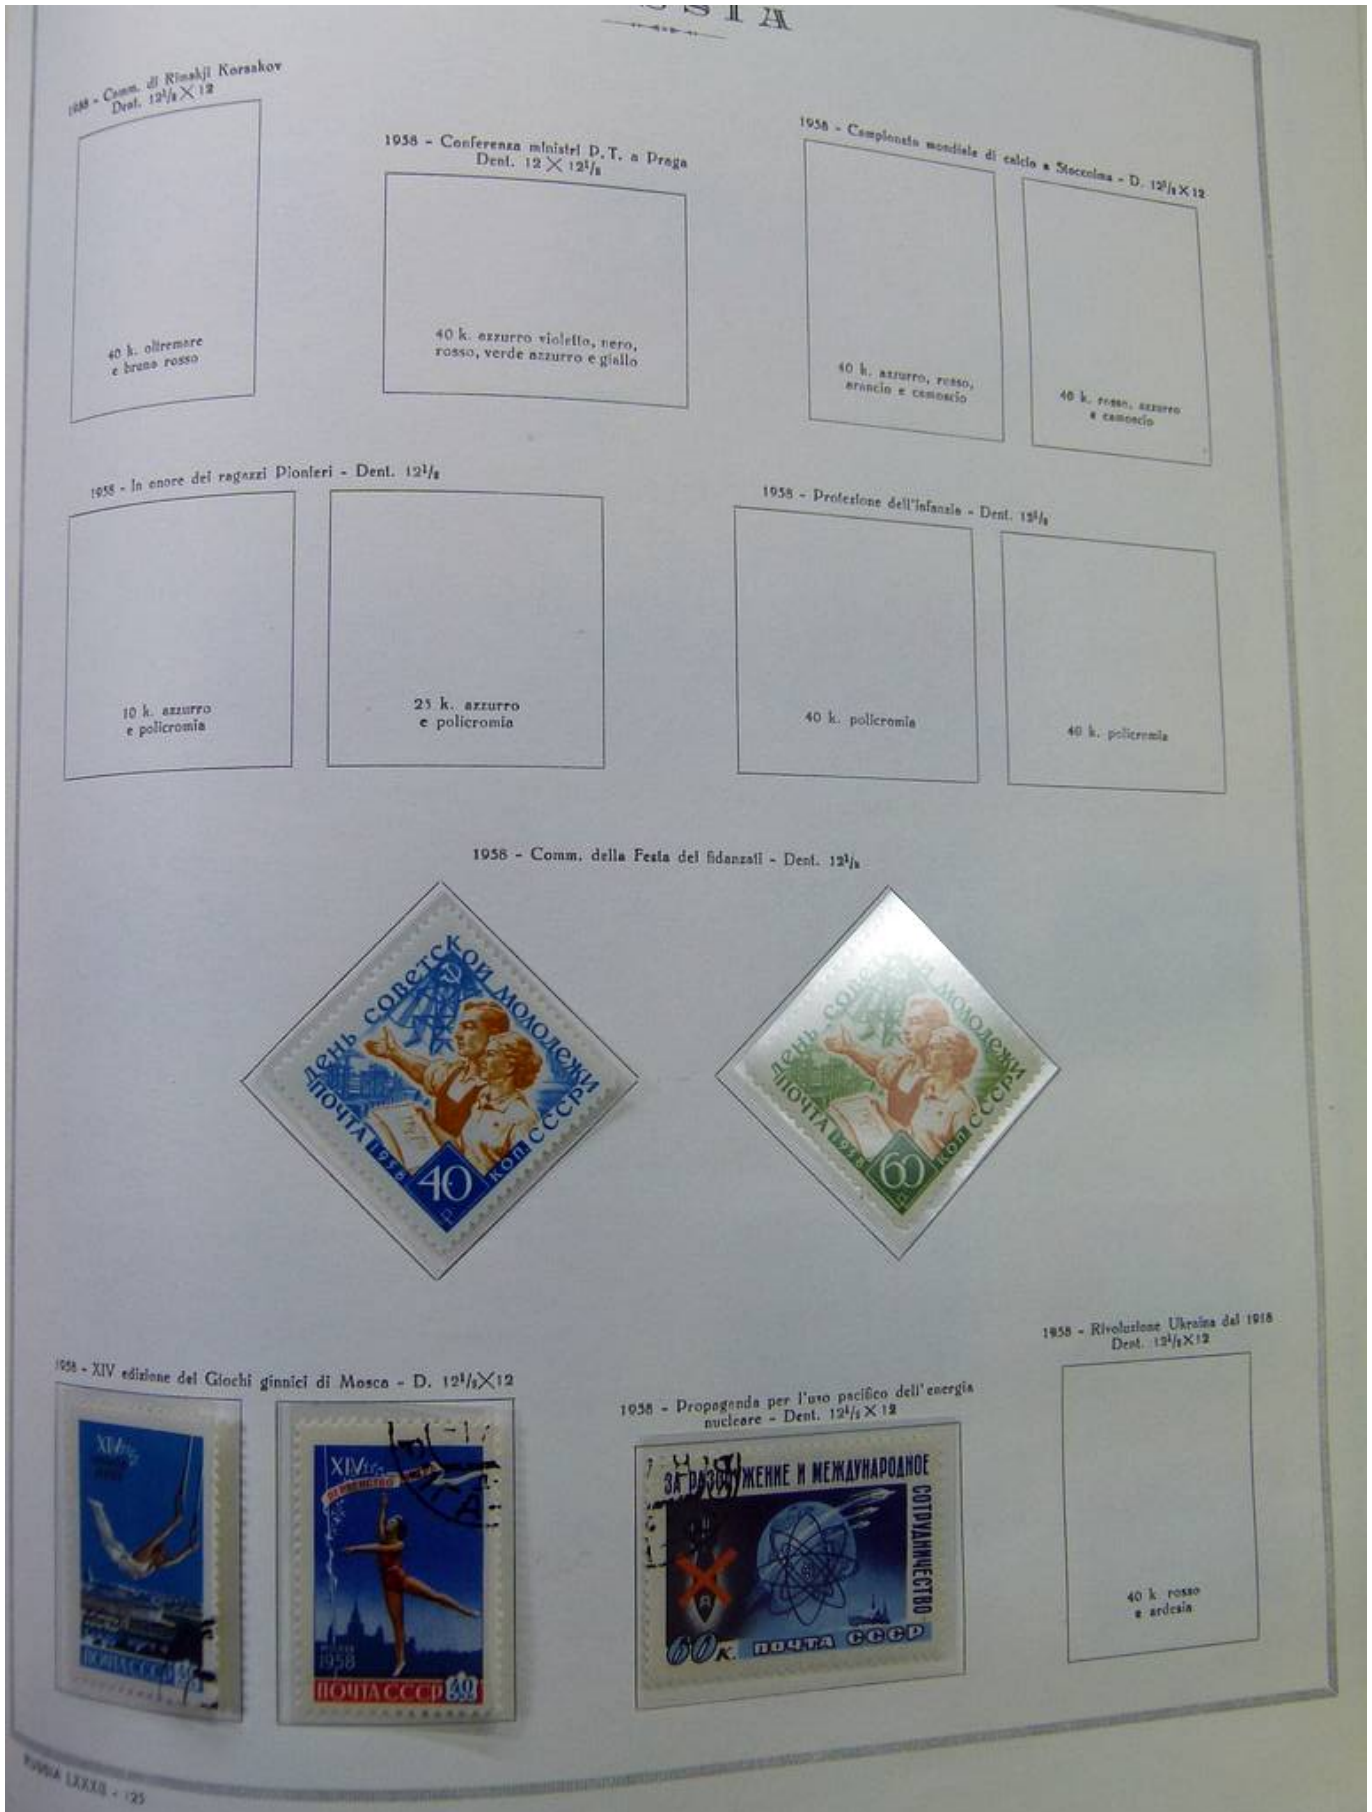 SSIA
1958 - Comm. di Rimskji Korsakov
Dent. 12½ X 12
40 k. oltremare
e bruno rosso
1958 - Conferenza ministri P.T. a Praga
Dent. 12 X 12½
40 k. azzurro violetto, nero,
rosso, verde azzurro e giallo
1958 - Campionato mondiale di calcio a Stoccolma - D. 12½ X 12
40 k. azzurro, rosso,
arancio e camoscio
40 k. rosso, azzurro
e camoscio
1958 - In onore dei ragazzi Pionieri - Dent. 12½
10 k. azzurro
e policromia
25 k. azzurro
e policromia
1958 - Protezione dell'infanzia - Dent. 12½
40 k. policromia
40 k. policromia
1958 - Comm. della Festa dei fidanzati - Dent. 12½
ДЕНЬ СОВЕТСКОЙ МОЛОДЕЖИ
ПОЧТА 1958 40 КОП. СССР
ДЕНЬ СОВЕТСКОЙ МОЛОДЕЖИ
ПОЧТА 1958 60 КОП. СССР
1958 - XIV edizione dei Giochi ginnici di Mosca - D. 12½ X 12
XIV
ПОЧТА СССР
XIV
ПЕРВЕНСТВО МИРА
1958
ПОЧТА СССР 40
1958 - Propaganda per l'uso pacifico dell'energia
nucleare - Dent. 12½ X 12
ЗА РАЗОРУЖЕНИЕ И МЕЖДУНАРОДНОЕ
СОТРУДНИЧЕСТВО
60 К. ПОЧТА СССР
1958 - Rivoluzione Ukraina dal 1918
Dent. 12½ X 12
40 k rosso
e ardesia
RUSSIA LXXXII - 125